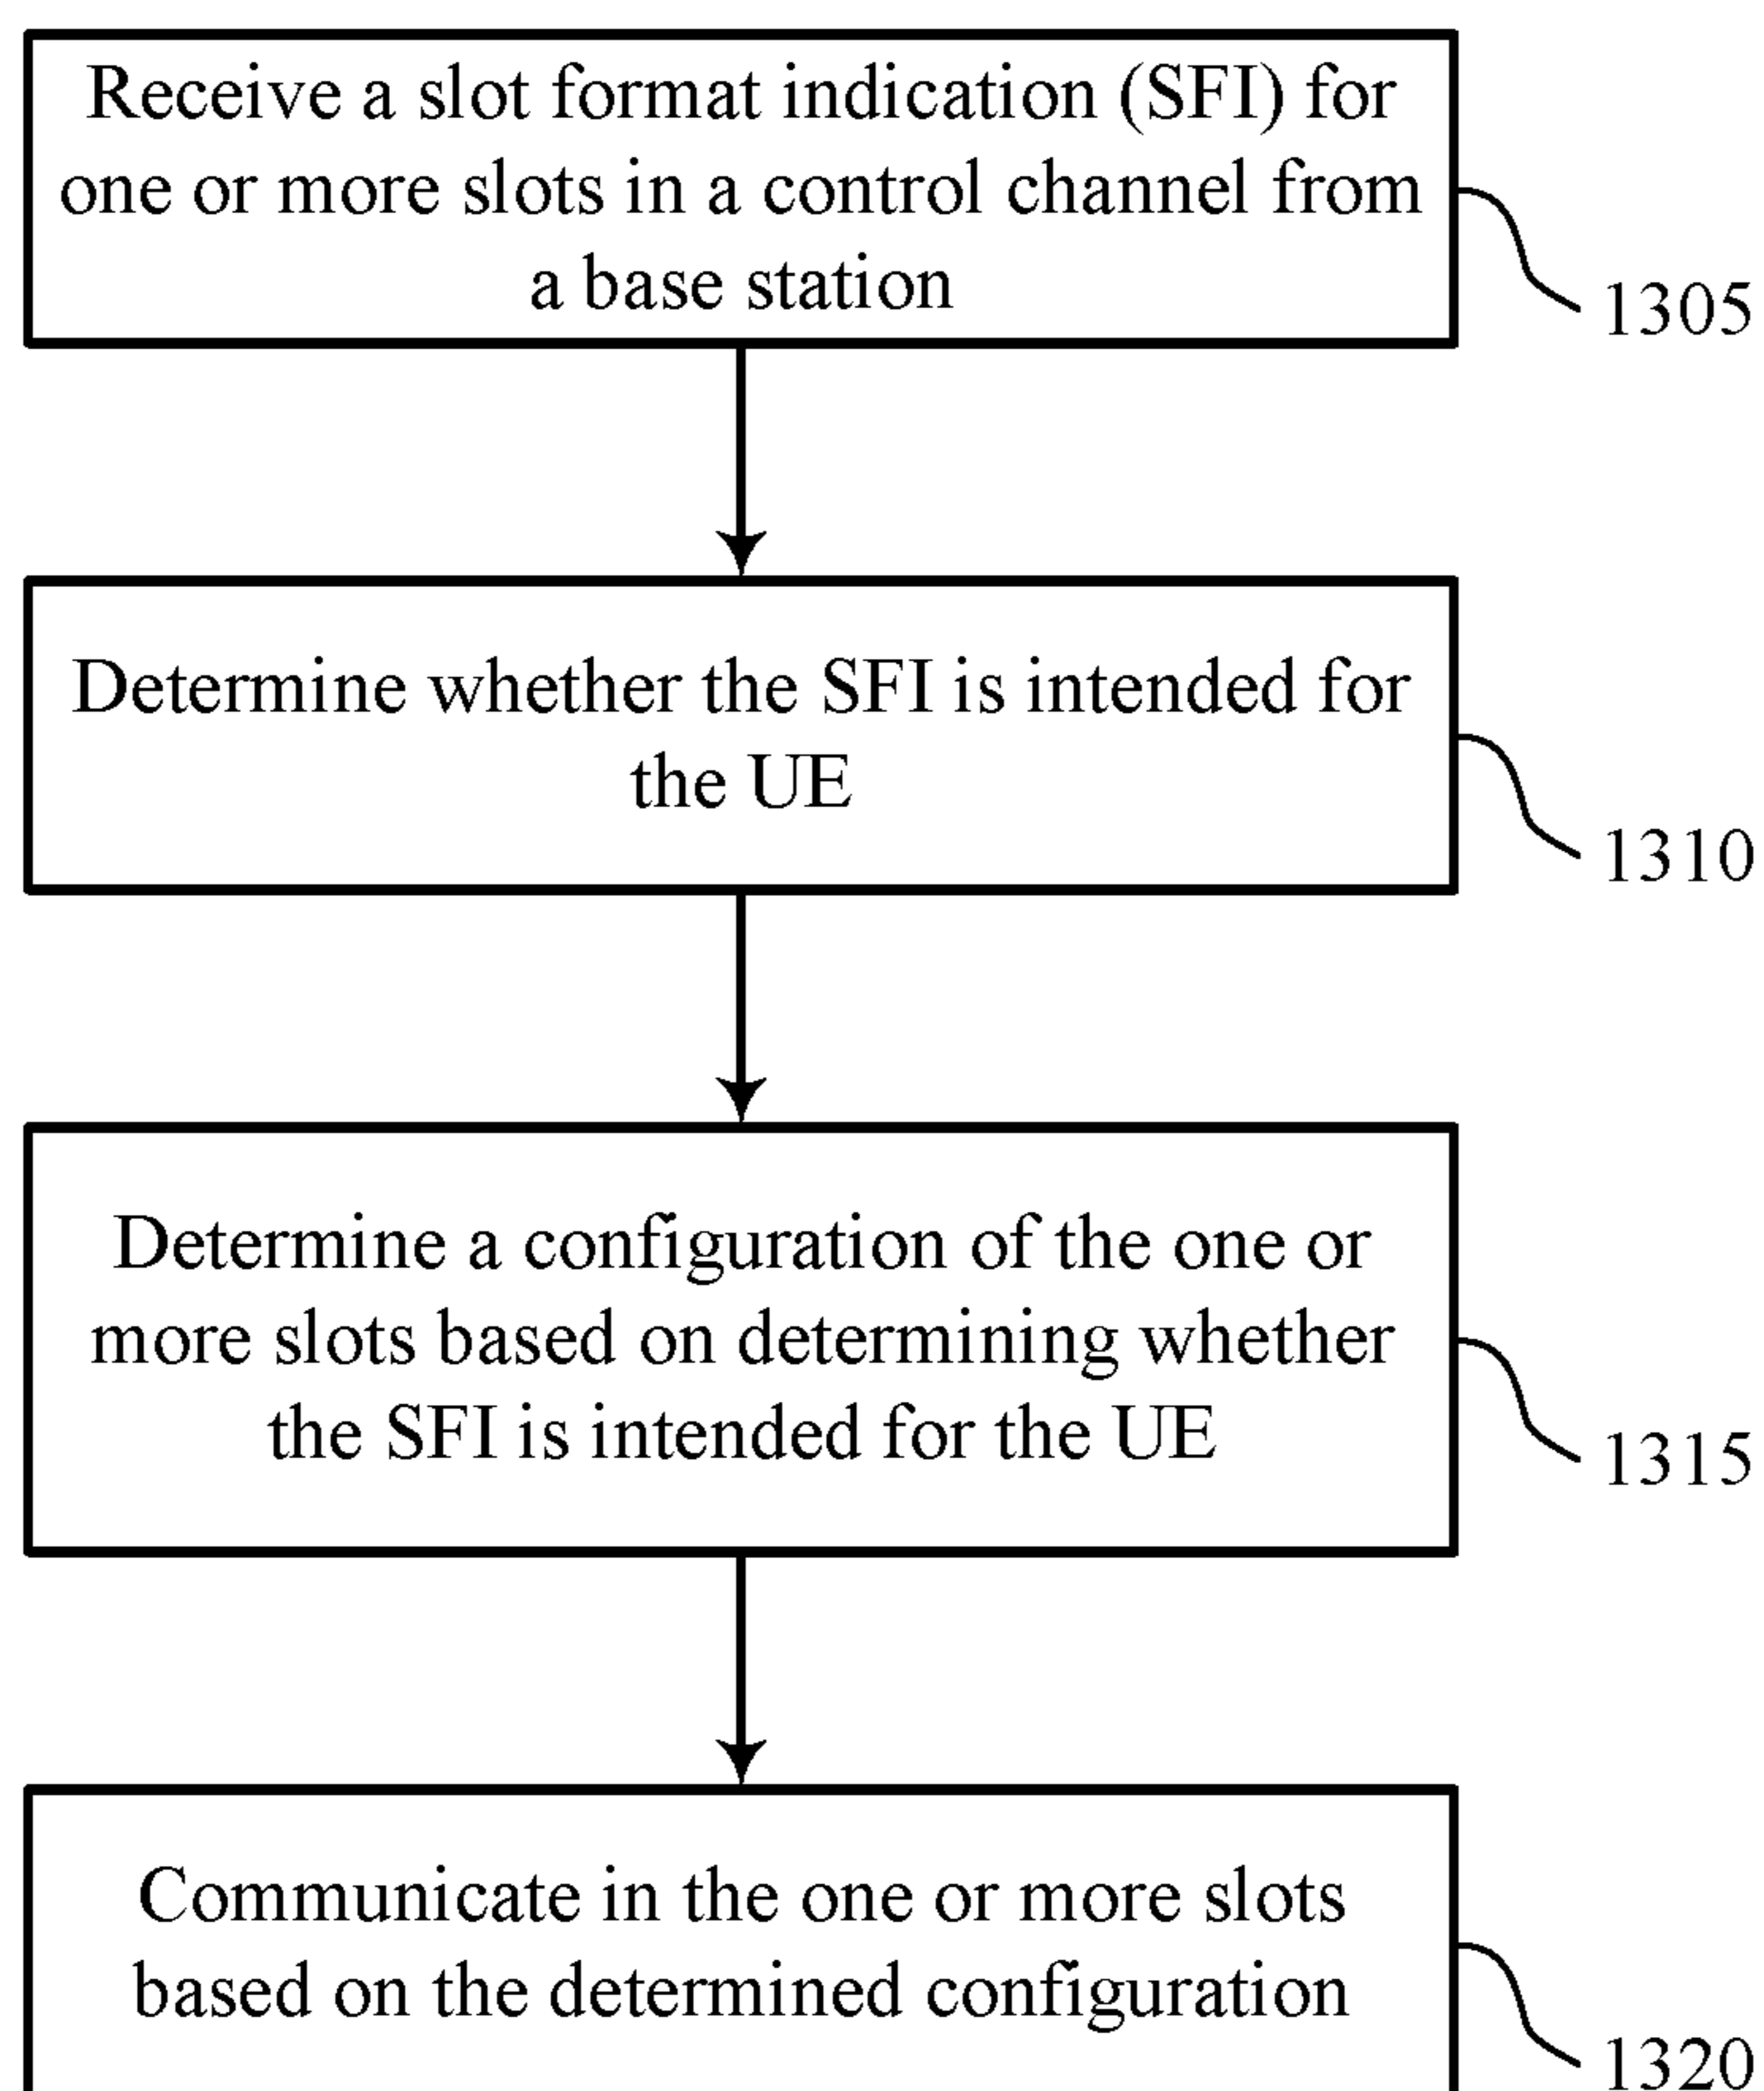 Receive a slot format indication (SFI) for
one or more slots in a control channel from
a base station
1305
Determine whether the SFI is intended for
the UE
1310
Determine a configuration of the one or
more slots based on determining whether
the SFI is intended for the UE
1315
Communicate in the one or more slots
based on the determined configuration
1320